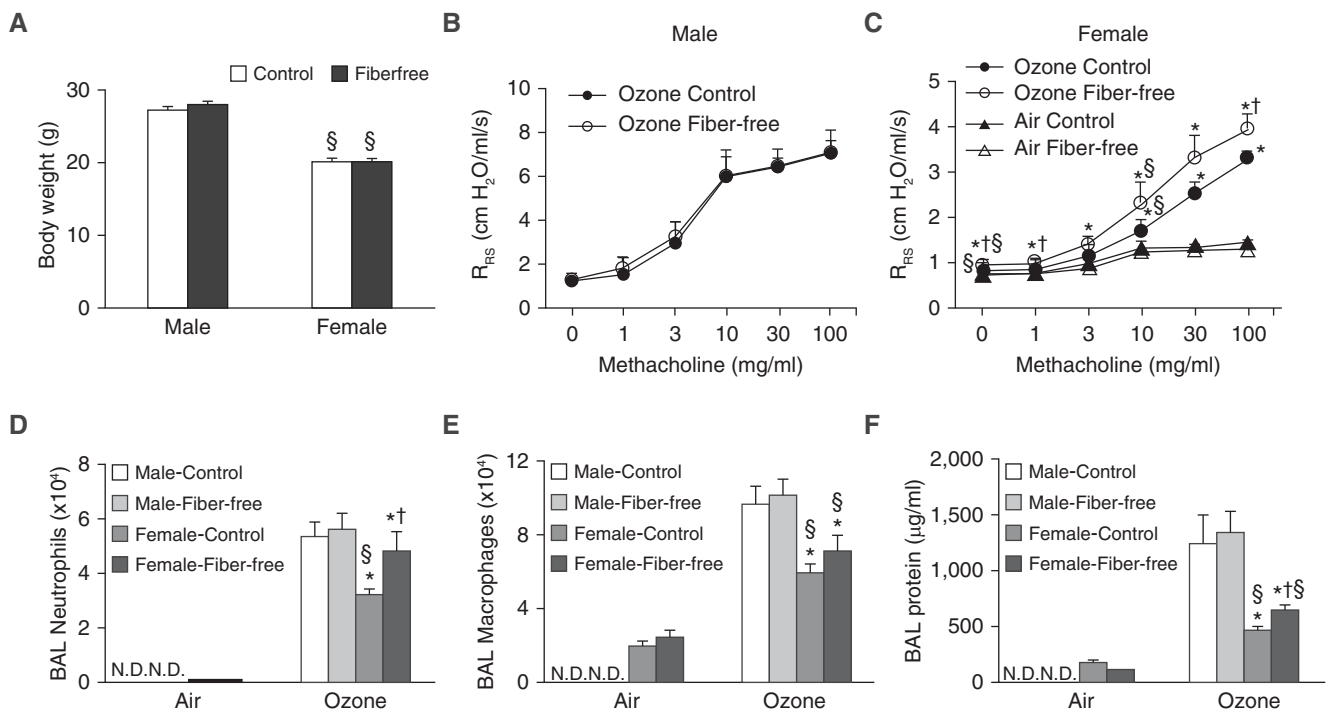 A
Control
Fiberfree
Body weight (g)
30
20
10
0
§ §
Male Female
B
Male
Ozone Control
Ozone Fiber-free
R_RS (cm H₂O/ml/s)
8
6
4
2
0
0 1 3 10 30 100
Methacholine (mg/ml)
C
Female
Ozone Control
Ozone Fiber-free
Air Control
Air Fiber-free
R_RS (cm H₂O/ml/s)
5
4
3
2
1
0
*†
*
*
*§
*
*
*§
*†§
*†
§
0 1 3 10 30 100
Methacholine (mg/ml)
D
Male-Control
Male-Fiber-free
Female-Control
Female-Fiber-free
BAL Neutrophils (x10⁴)
8
6
4
2
0
N.D.N.D.
*†
§
*
Air Ozone
E
Male-Control
Male-Fiber-free
Female-Control
Female-Fiber-free
BAL Macrophages (x10⁴)
12
8
4
0
N.D.N.D.
§
*
§
*
Air Ozone
F
Male-Control
Male-Fiber-free
Female-Control
Female-Fiber-free
BAL protein (µg/ml)
2,000
1,500
1,000
500
0
N.D.N.D.
§
*
*†§
Air Ozone